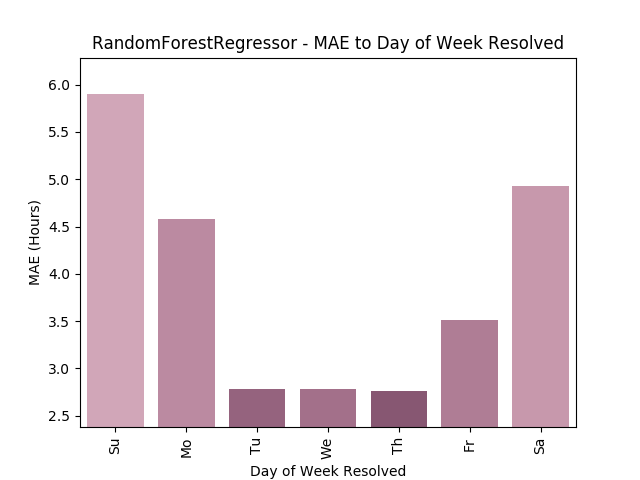 RandomForestRegressor - MAE to Day of Week Resolved
MAE (Hours)
6.0
5.5
5.0
4.5
4.0
3.5
3.0
2.5
Su
Mo
Tu
We
Th
Fr
Sa
Day of Week Resolved